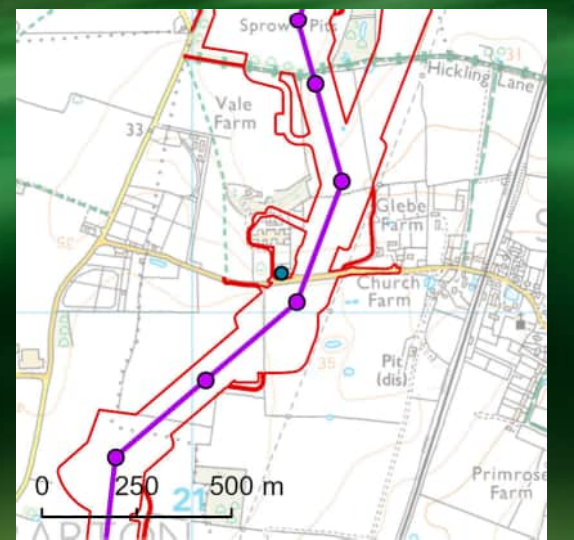 Sprow Pits
31
Hickling Lane
Vale
Farm
33
Glebe
Farm
Church
Farm
35
Pit
(dis)
0 250 500 m
21
Primrose
Farm